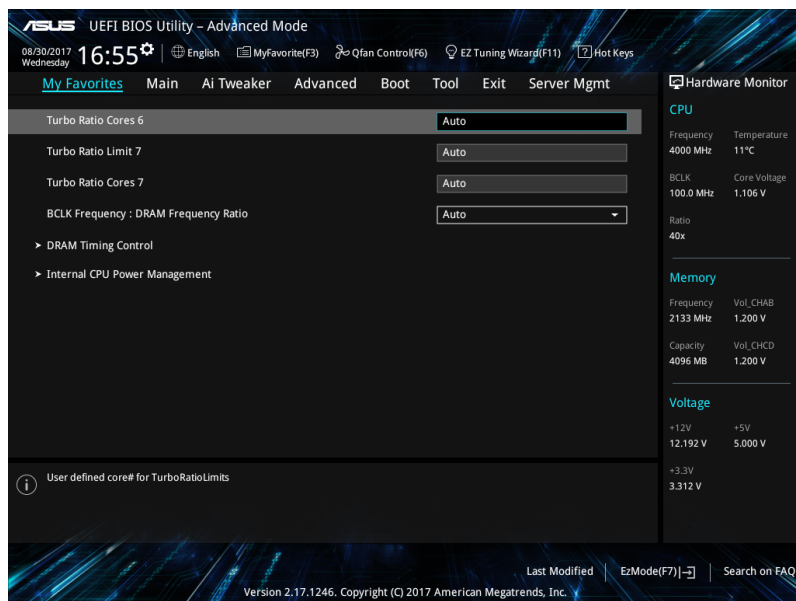 ASUS UEFI BIOS Utility – Advanced Mode
08/30/2017 Wednesday 16:55 English MyFavorite(F3) Qfan Control(F6) EZ Tuning Wizard(F11) ? Hot Keys
My Favorites Main Ai Tweaker Advanced Boot Tool Exit Server Mgmt
Turbo Ratio Cores 6 Auto
Turbo Ratio Limit 7 Auto
Turbo Ratio Cores 7 Auto
BCLK Frequency : DRAM Frequency Ratio Auto
> DRAM Timing Control
> Internal CPU Power Management
User defined core# for TurboRatioLimits
Hardware Monitor
CPU
Frequency Temperature
4000 MHz 11°C
BCLK Core Voltage
100.0 MHz 1.106 V
Ratio
40x
Memory
Frequency Vol_CHAB
2133 MHz 1.200 V
Capacity Vol_CHCD
4096 MB 1.200 V
Voltage
+12V +5V
12.192 V 5.000 V
+3.3V
3.312 V
Last Modified EzMode(F7) Search on FAQ
Version 2.17.1246. Copyright (C) 2017 American Megatrends, Inc.